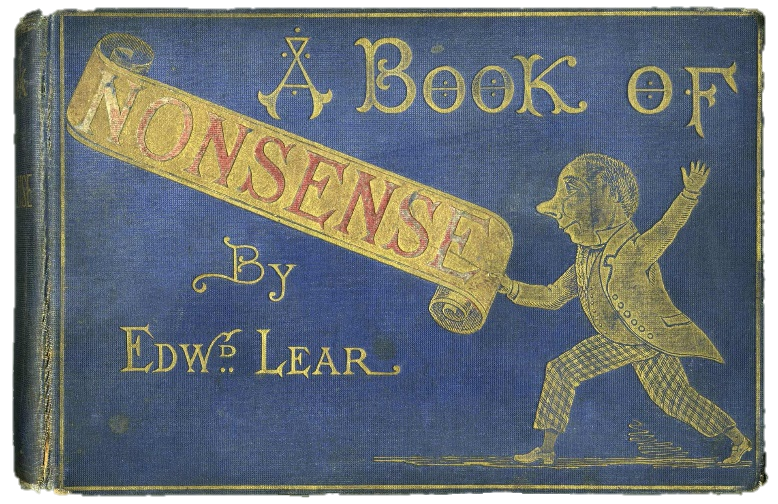 A BOOK OF
NONSENSE
By
EDWD. LEAR